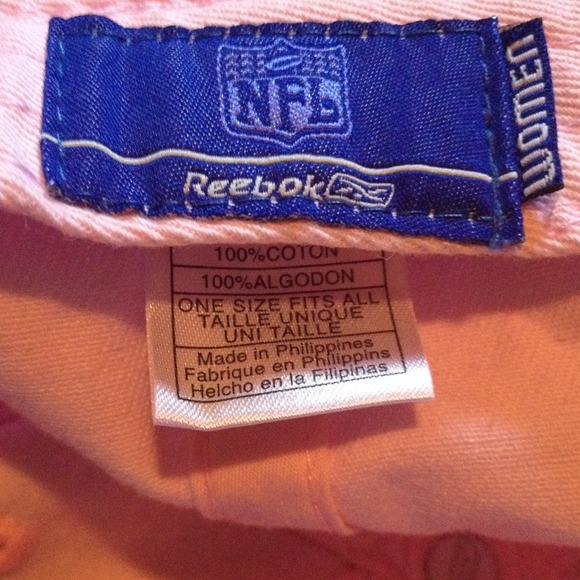 NFL
Reebok
WOMEN
100%COTON
100%ALGODON
ONE SIZE FITS ALL
TAILLE UNIQUE
UNI TAILLE
Made in Philippines
Fabrique en Philippins
Helcho en la Filipinas